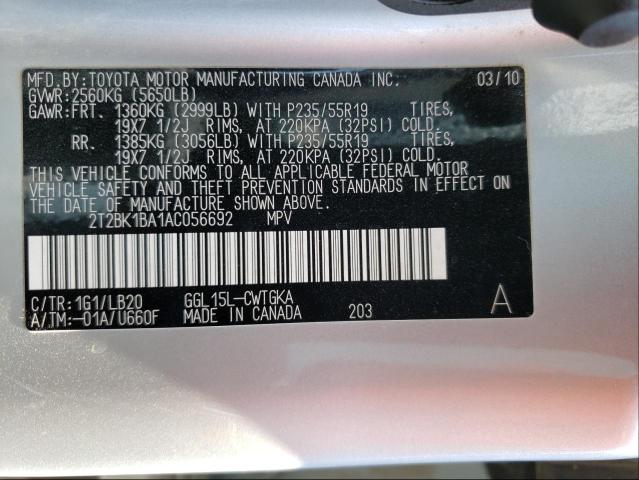 MFD.BY:TOYOTA MOTOR MANUFACTURING CANADA INC. 03/10
GVWR:2560KG (5650LB)
GAWR:FRT. 1360KG (2999LB) WITH P235/55R19 TIRES,
19X7 1/2J RIMS, AT 220KPA (32PSI) COLD.
RR. 1385KG (3056LB) WITH P235/55R19 TIRES,
19X7 1/2J RIMS, AT 220KPA (32PSI) COLD.
THIS VEHICLE CONFORMS TO ALL APPLICABLE FEDERAL MOTOR
VEHICLE SAFETY AND THEFT PREVENTION STANDARDS IN EFFECT ON
THE DATE OF MANUFACTURE SHOWN ABOVE.
2T2BK1BA1AC056692 MPV
C/TR:1G1/LB20 GGL15L-CWTGKA
A/TM:-01A/U660F MADE IN CANADA 203 A